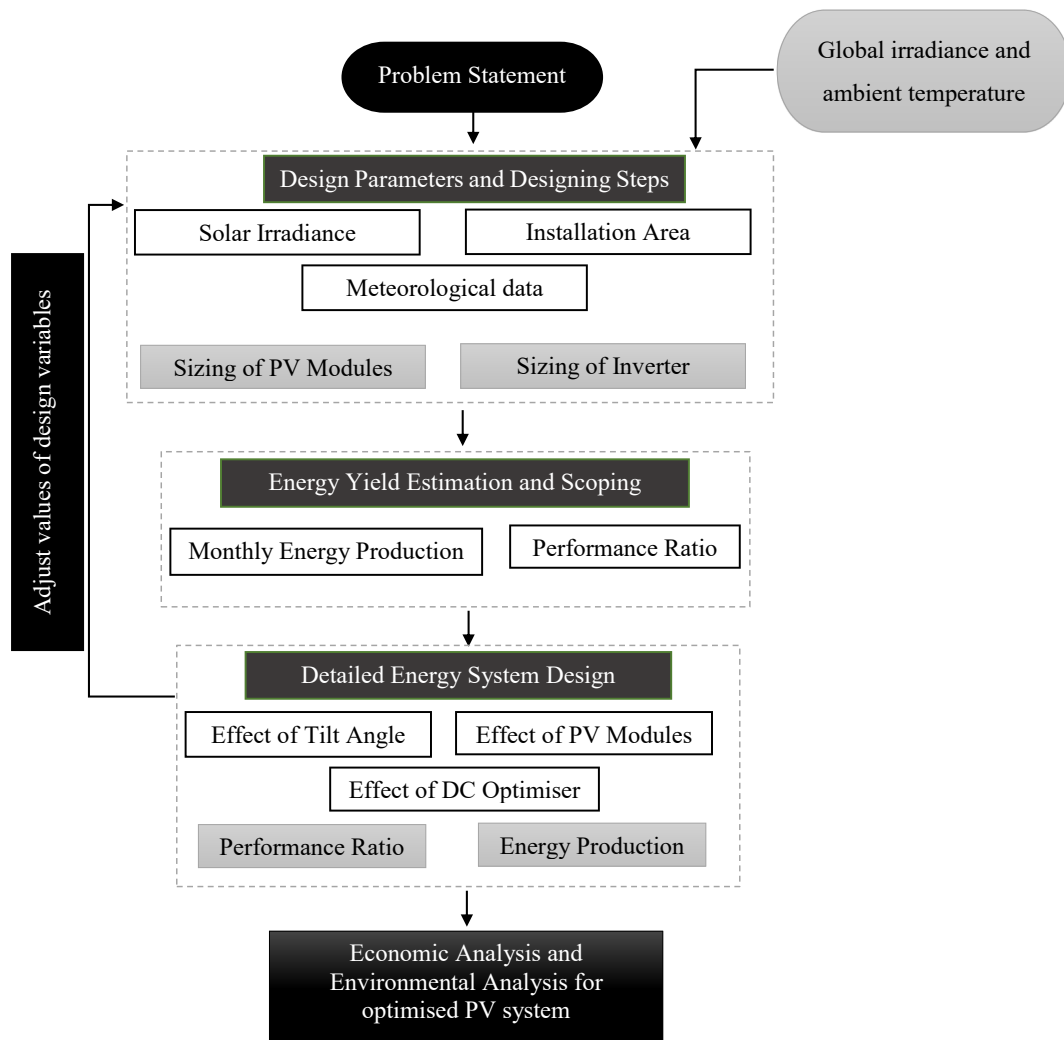 Problem Statement
Global irradiance and
ambient temperature
Design Parameters and Designing Steps
Solar Irradiance
Installation Area
Meteorological data
Sizing of PV Modules
Sizing of Inverter
Adjust values of design variables
Energy Yield Estimation and Scoping
Monthly Energy Production
Performance Ratio
Detailed Energy System Design
Effect of Tilt Angle
Effect of PV Modules
Effect of DC Optimiser
Performance Ratio
Energy Production
Economic Analysis and
Environmental Analysis for
optimised PV system